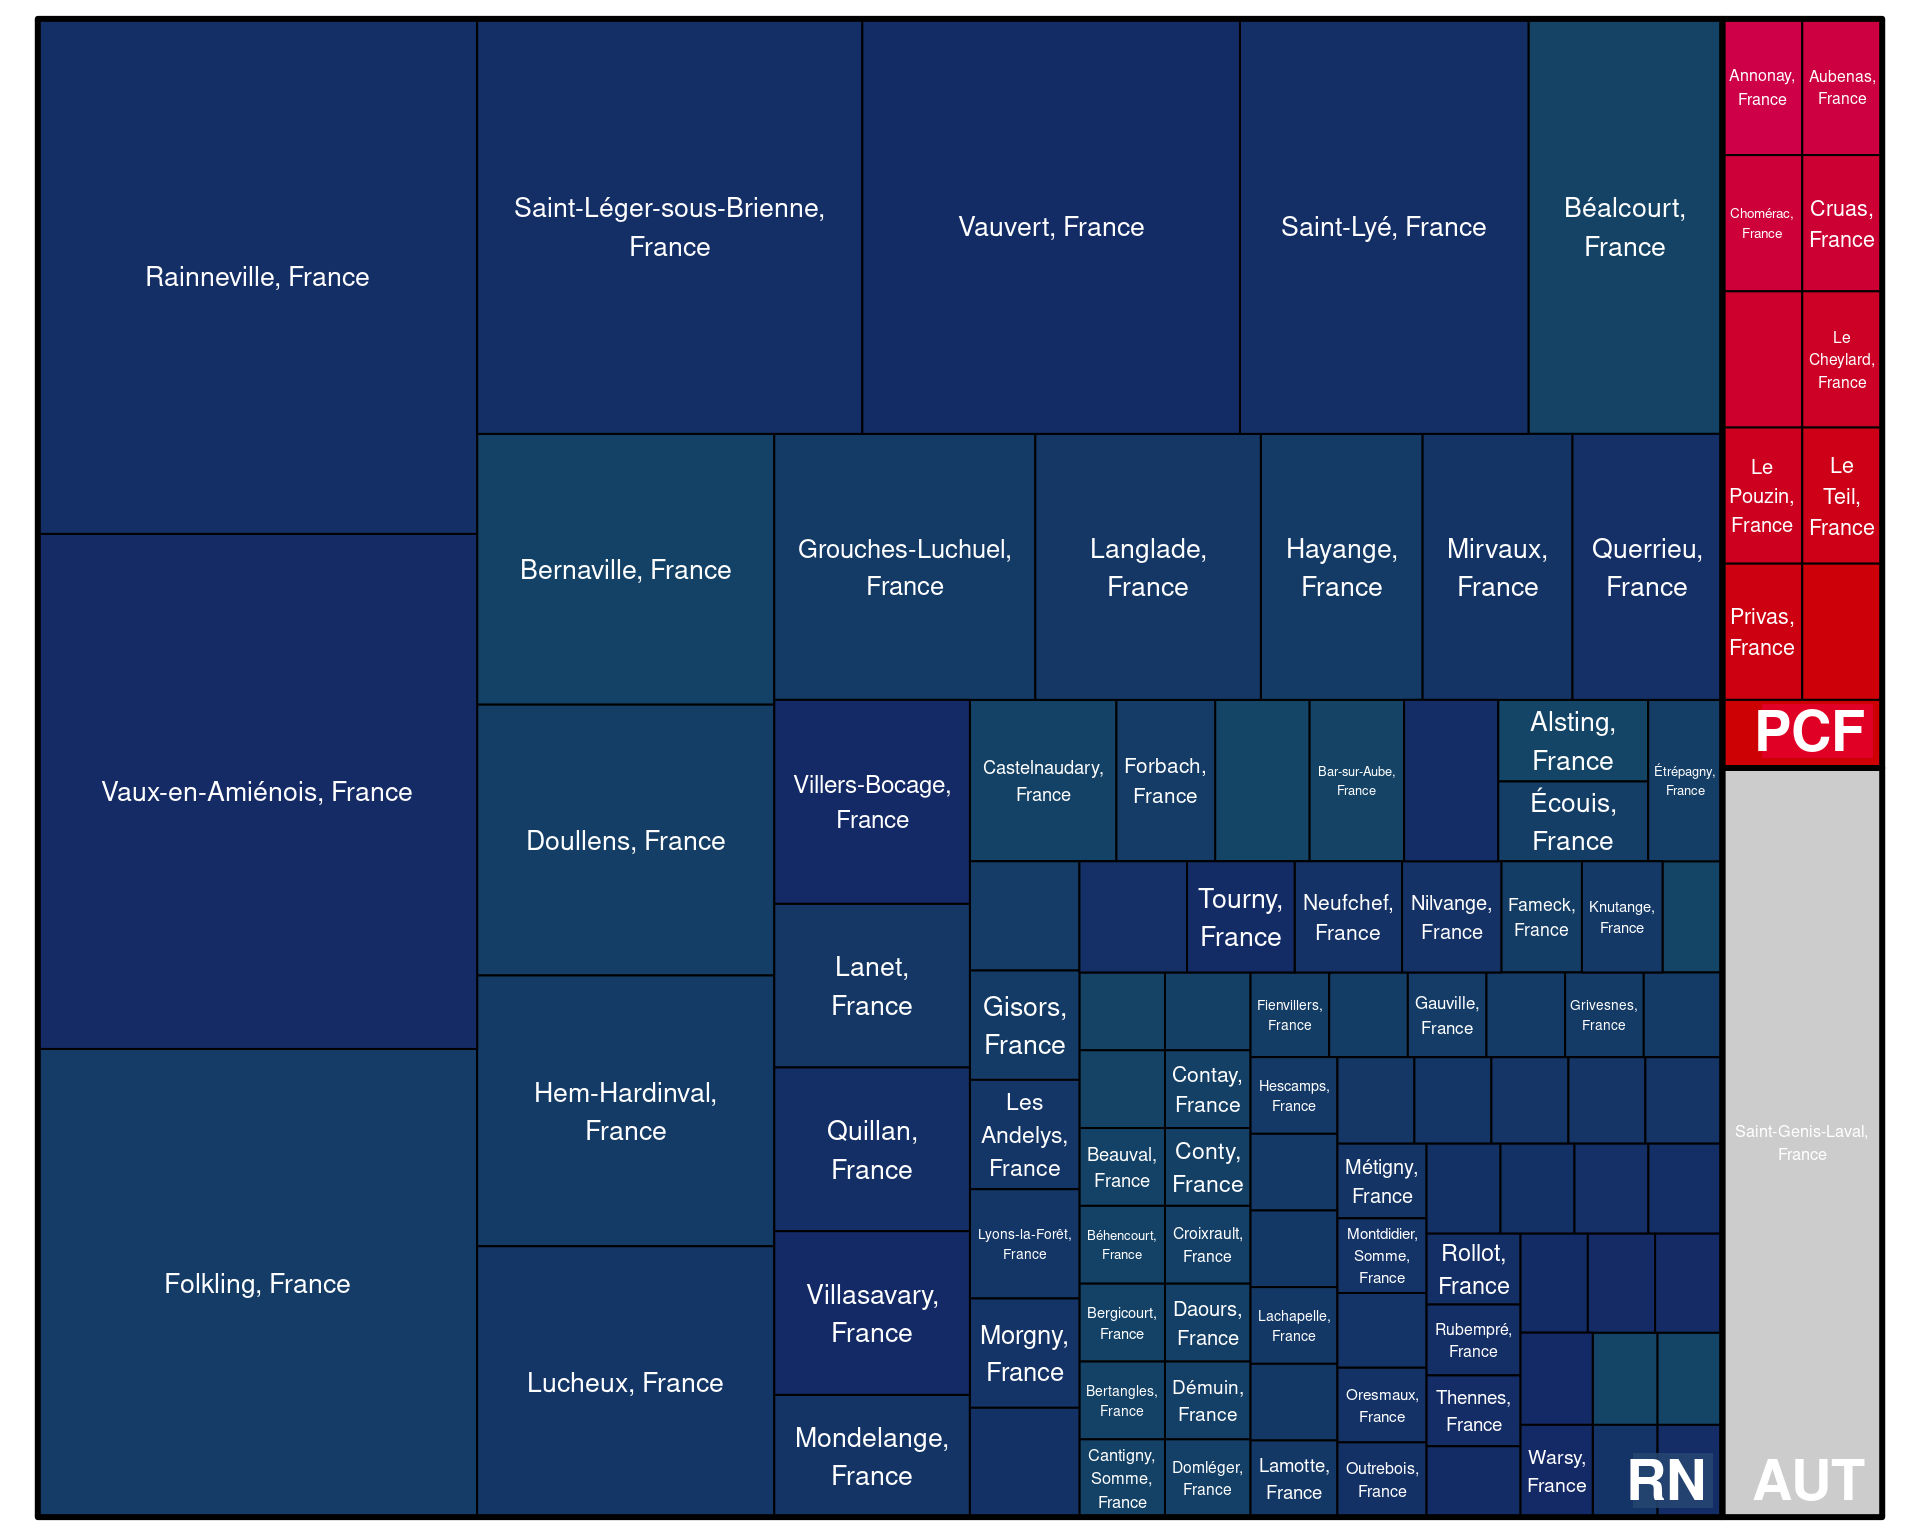 Rainneville, France
Vaux-en-Amiénois, France
Folkling, France
Saint-Léger-sous-Brienne,
France
Vauvert, France
Saint-Lyé, France
Béalcourt,
France
Bernaville, France
Doullens, France
Hem-Hardinval,
France
Lucheux, France
Grouches-Luchuel,
France
Langlade,
France
Hayange,
France
Mirvaux,
France
Querrieu,
France
Villers-Bocage,
France
Lanet,
France
Quillan,
France
Villasavary,
France
Mondelange,
France
Castelnaudary,
France
Forbach,
France
Bar-sur-Aube,
France
Alsting,
France
Écouis,
France
Étrépagny,
France
Gisors,
France
Les
Andelys,
France
Lyons-la-Forêt,
France
Morgny,
France
Tourny,
France
Neufchef,
France
Nilvange,
France
Fameck,
France
Knutange,
France
Beauval,
France
Béhencourt,
France
Bergicourt,
France
Bertangles,
France
Cantigny,
Somme,
France
Contay,
France
Conty,
France
Croixrault,
France
Daours,
France
Démuin,
France
Domléger,
France
Fienvillers,
France
Gauville,
France
Grivesnes,
France
Hescamps,
France
Lachapelle,
France
Lamotte,
France
Métigny,
France
Montdidier,
Somme,
France
Oresmaux,
France
Outrebois,
France
Rollot,
France
Rubempré,
France
Thennes,
France
Warsy,
France
RN
Annonay,
France
Aubenas,
France
Chomérac,
France
Cruas,
France
Le
Cheylard,
France
Le
Pouzin,
France
Le
Teil,
France
Privas,
France
PCF
Saint-Genis-Laval,
France
AUT